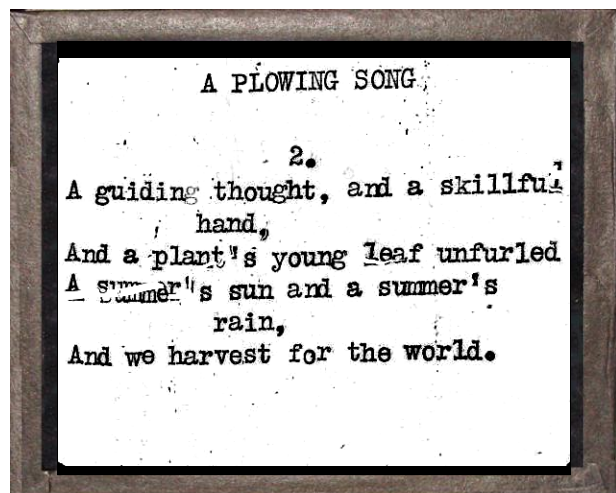 A PLOWING SONG
2.
A guiding thought, and a skillful
hand,
And a plant's young leaf unfurled
A summer's sun and a summer's
rain,
And we harvest for the world.